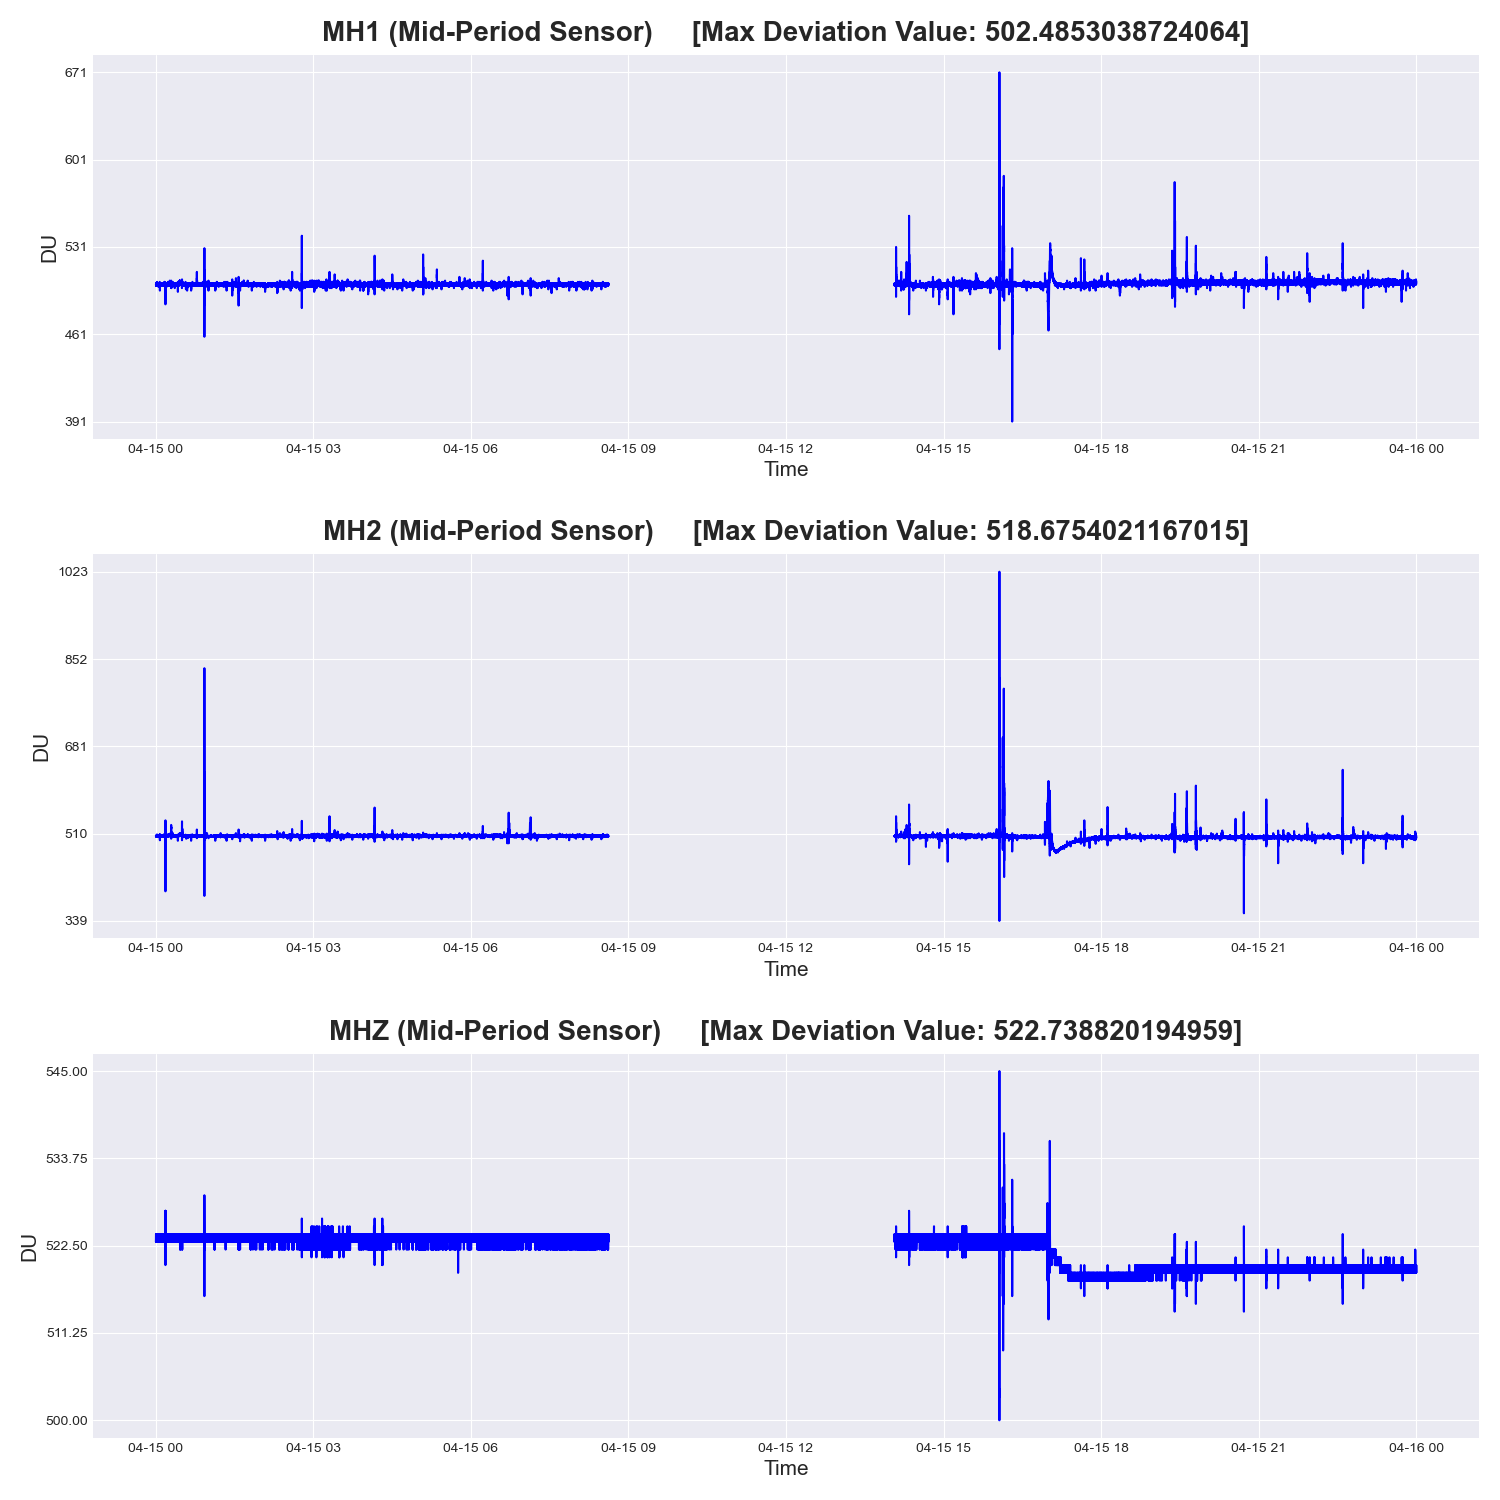 MH1 (Mid-Period Sensor) [Max Deviation Value: 502.4853038724064]
671
601
531
461
391
DU
04-15 00 04-15 03 04-15 06 04-15 09 04-15 12 04-15 15 04-15 18 04-15 21 04-16 00
Time
MH2 (Mid-Period Sensor) [Max Deviation Value: 518.6754021167015]
1023
852
681
510
339
DU
04-15 00 04-15 03 04-15 06 04-15 09 04-15 12 04-15 15 04-15 18 04-15 21 04-16 00
Time
MHZ (Mid-Period Sensor) [Max Deviation Value: 522.738820194959]
545.00
533.75
522.50
511.25
500.00
DU
04-15 00 04-15 03 04-15 06 04-15 09 04-15 12 04-15 15 04-15 18 04-15 21 04-16 00
Time